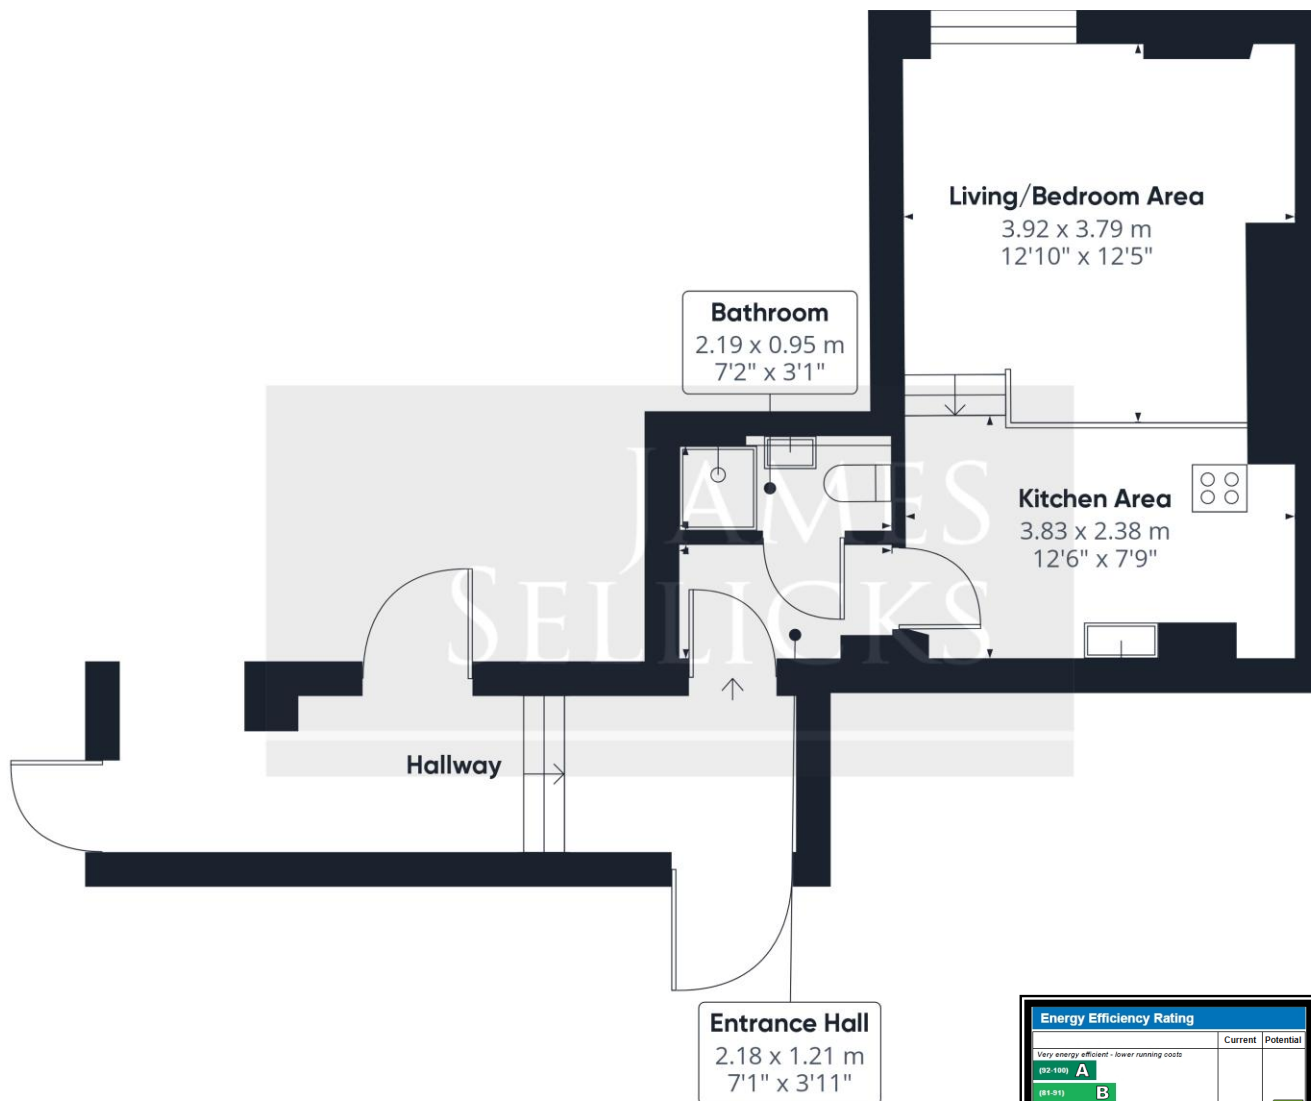 Living/Bedroom Area
3.92 x 3.79 m
12'10" x 12'5"
Bathroom
2.19 x 0.95 m
7'2" x 3'1"
JAMES
SELLICKS
Kitchen Area
3.83 x 2.38 m
12'6" x 7'9"
Hallway
Entrance Hall
2.18 x 1.21 m
7'1" x 3'11"
Energy Efficiency Rating
Current Potential
Very energy efficient - lower running costs
(92-100) A
(81-91) B